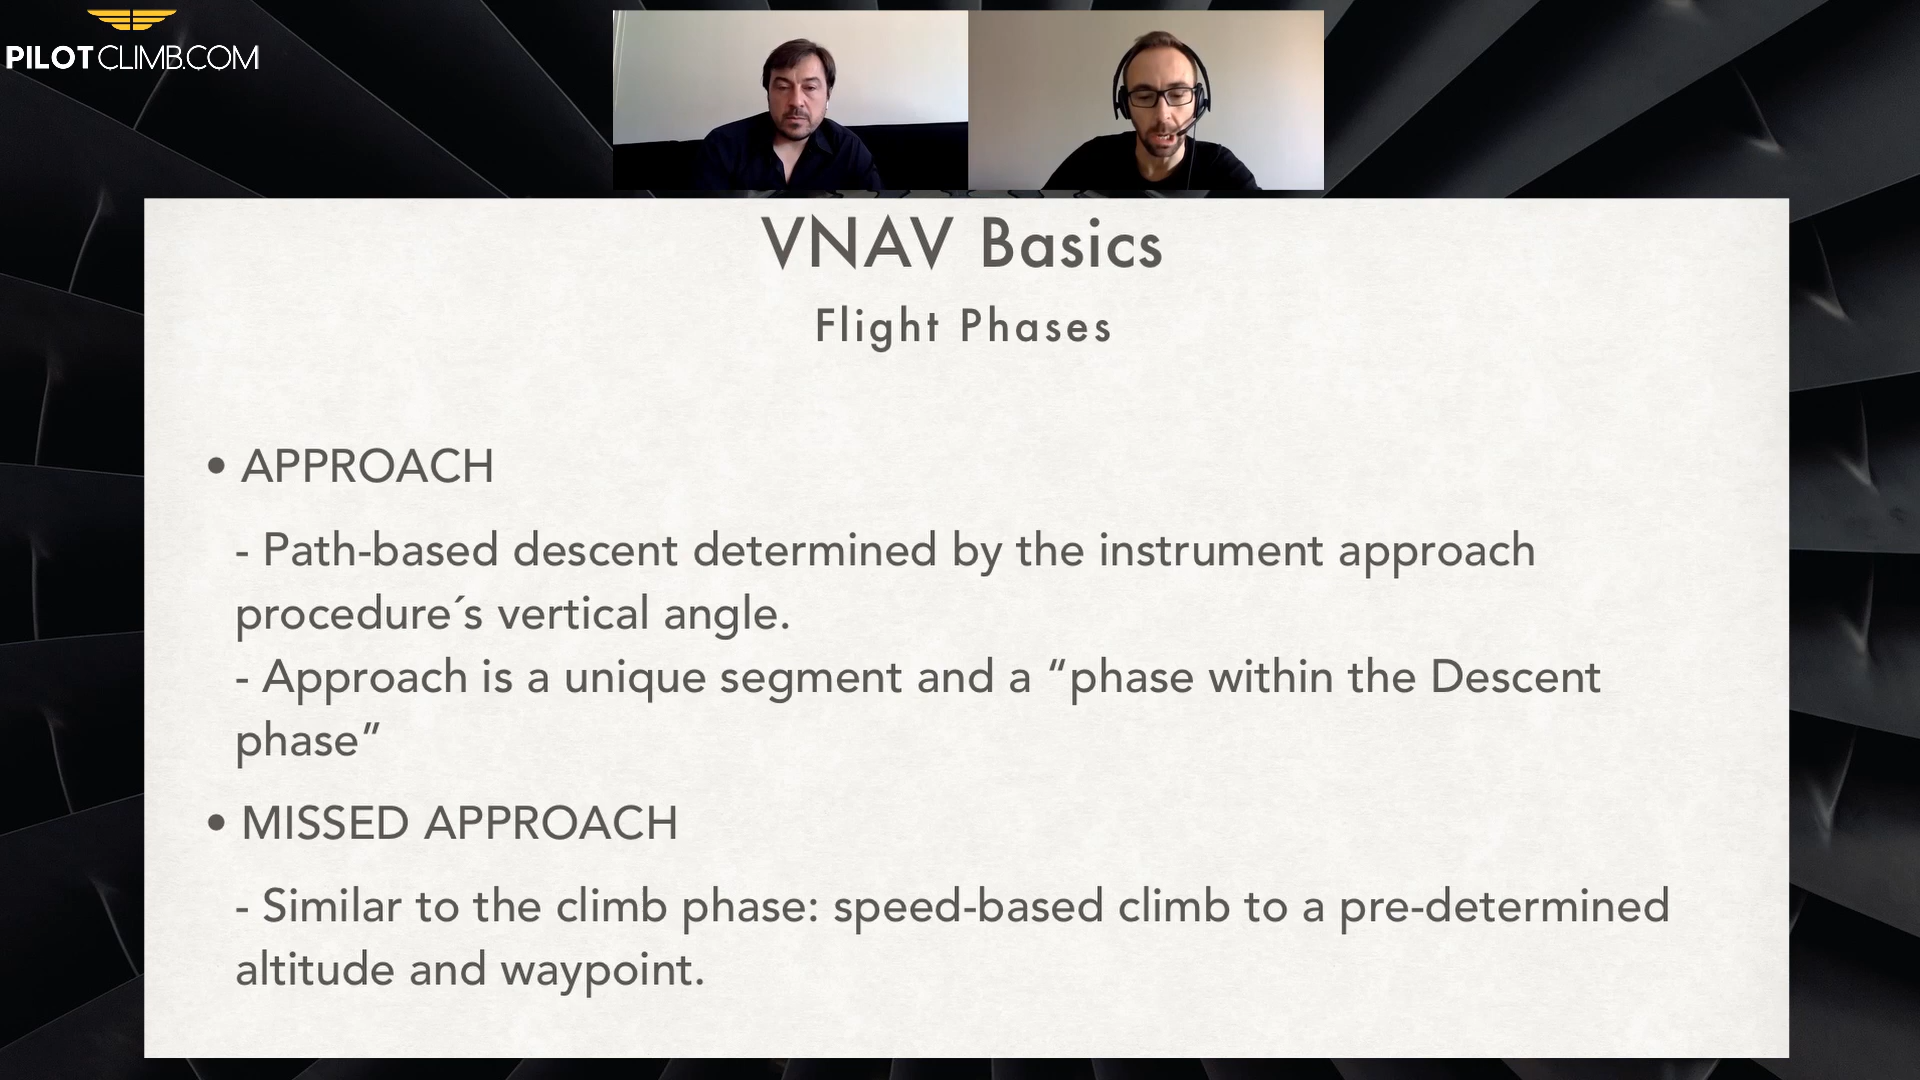 PILOTCLIMB.COM
VNAV Basics
Flight Phases
• APPROACH
- Path-based descent determined by the instrument approach
procedure´s vertical angle.
- Approach is a unique segment and a “phase within the Descent
phase”
• MISSED APPROACH
- Similar to the climb phase: speed-based climb to a pre-determined
altitude and waypoint.